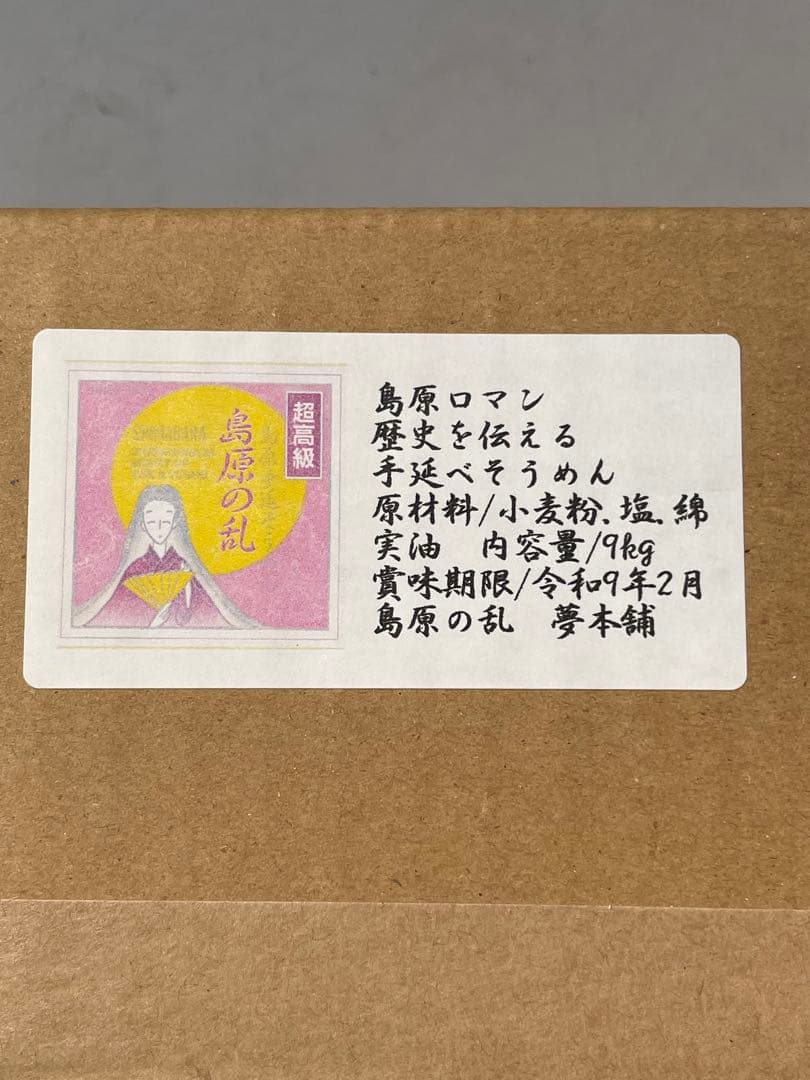 超高級
島原の乱
島原ロマン
歴史を伝える
手延べそうめん
原材料/小麦粉、塩、綿
実油　内容量/9kg
賞味期限/令和9年2月
島原の乱　夢本舗